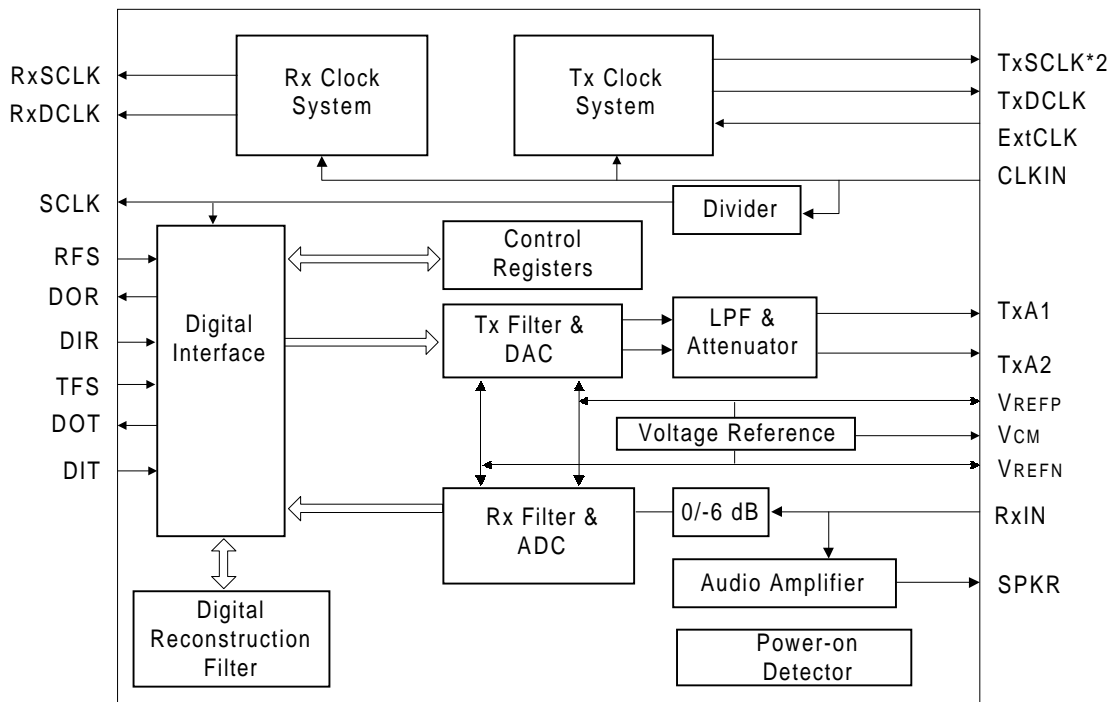 RxSCLK
RxDCLK
Rx Clock
System
Tx Clock
System
TxSCLK*2
TxDCLK
ExtCLK
CLKIN
SCLK
Divider
RFS
DOR
DIR
TFS
DOT
DIT
Digital
Interface
Control
Registers
Tx Filter &
DAC
LPF &
Attenuator
TxA1
TxA2
VREFP
Voltage Reference
VCM
VREFN
Rx Filter &
ADC
0/-6 dB
RxIN
Audio Amplifier
SPKR
Digital
Reconstruction
Filter
Power-on
Detector